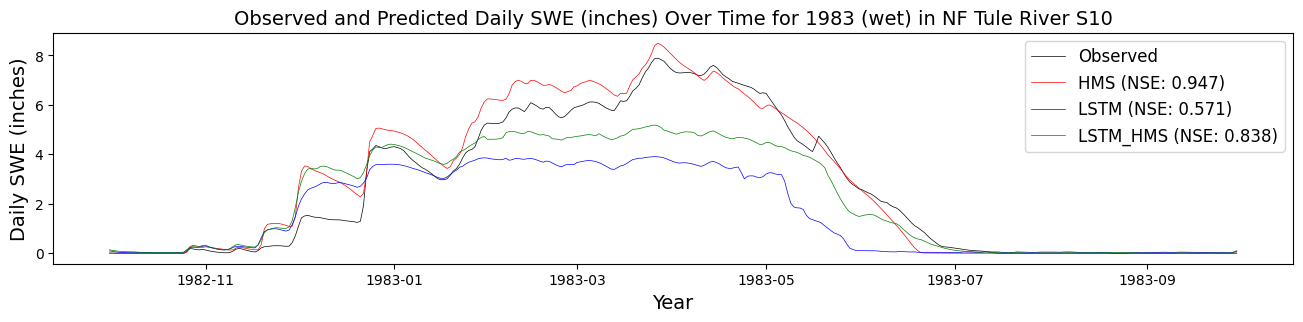 Observed and Predicted Daily SWE (inches) Over Time for 1983 (wet) in NF Tule River S10
Daily SWE (inches)
8
6
4
2
0
Observed
HMS (NSE: 0.947)
LSTM (NSE: 0.571)
LSTM_HMS (NSE: 0.838)
1982-11 1983-01 1983-03 1983-05 1983-07 1983-09
Year